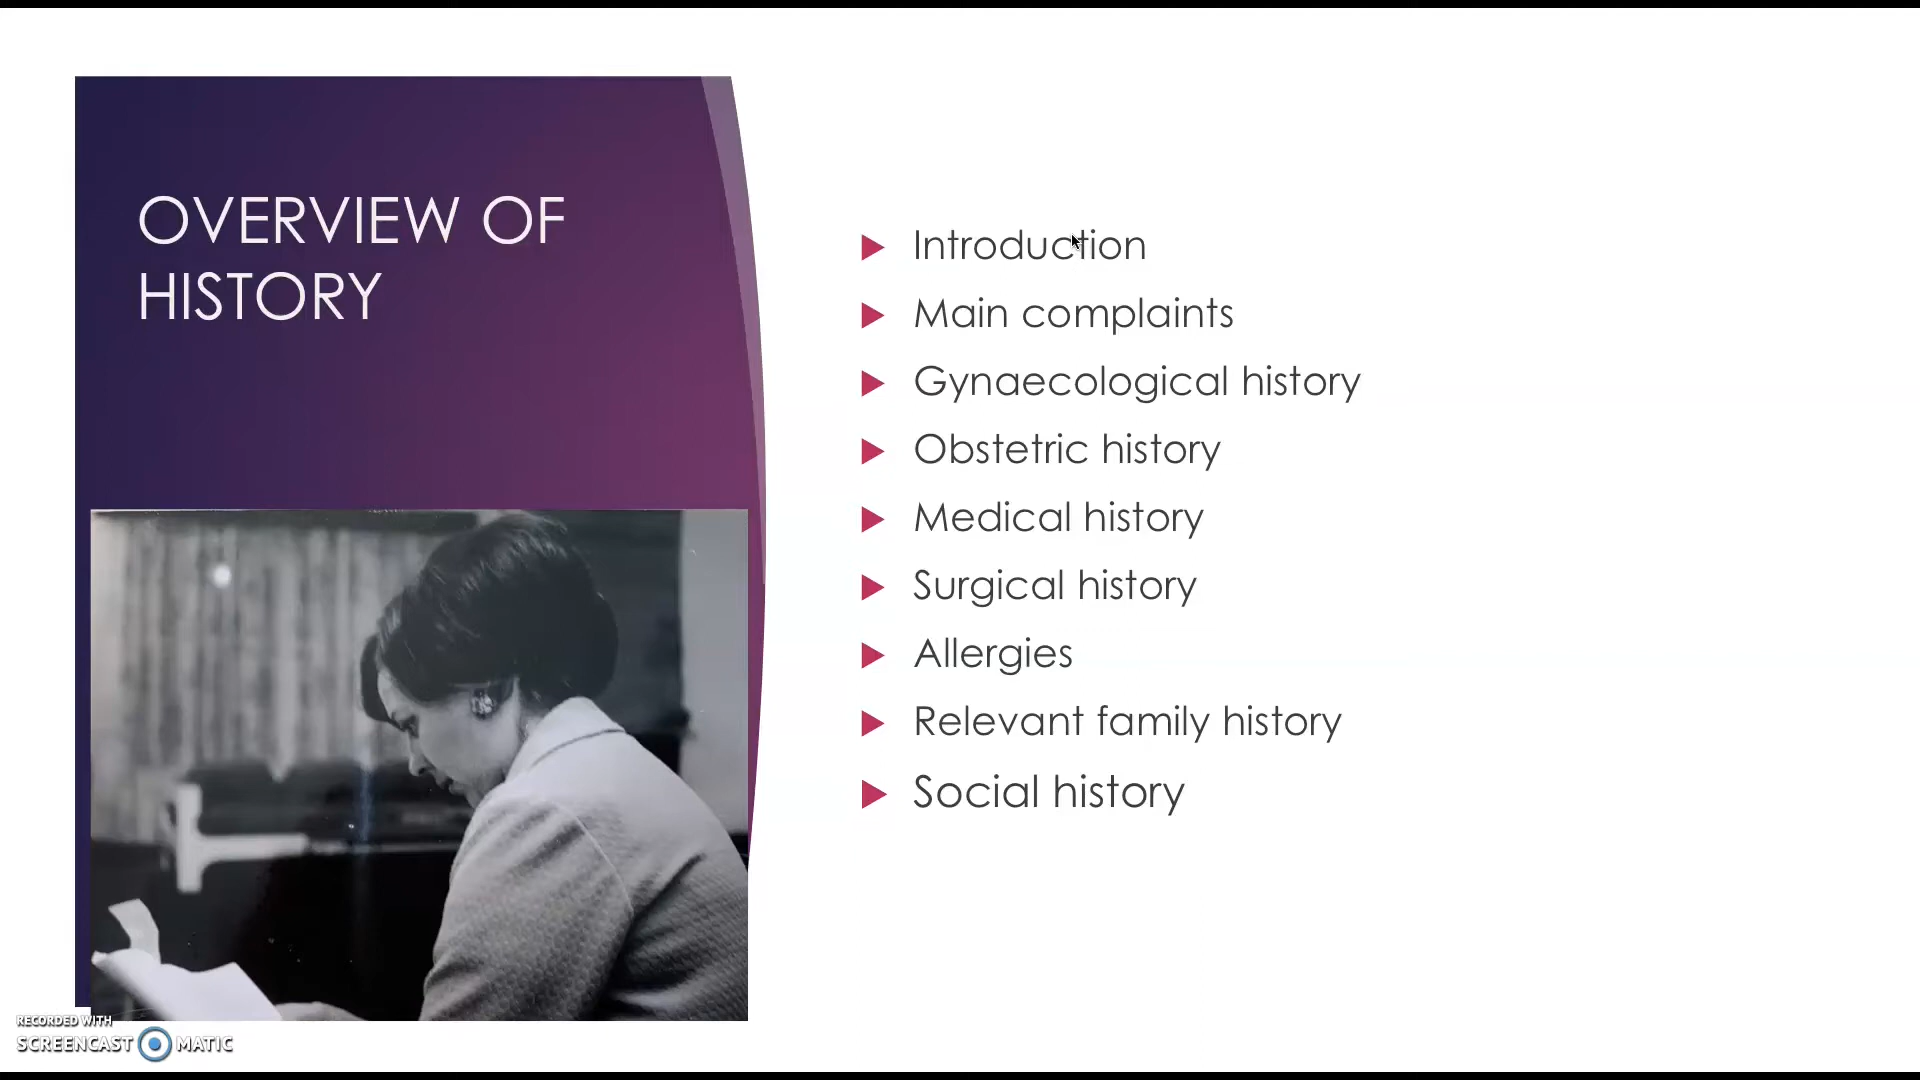 OVERVIEW OF
HISTORY
Introduction
Main complaints
Gynaecological history
Obstetric history
Medical history
Surgical history
Allergies
Relevant family history
Social history
RECORDED WITH
SCREENCAST MATIC